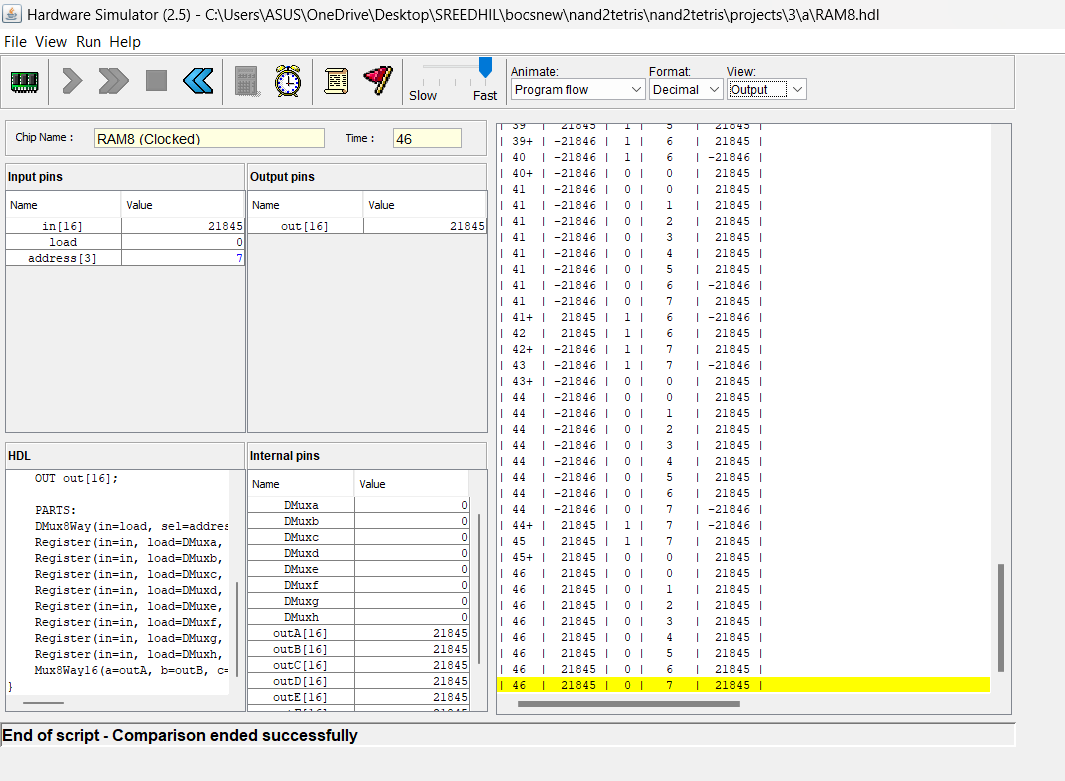 Hardware Simulator (2.5) - C:\Users\ASUS\OneDrive\Desktop\SREEDHIL\bocsnew\nand2tetris\nand2tetris\projects\3\a\RAM8.hdl
File View Run Help
Slow Fast
Animate: Format: View:
Program flow Decimal Output
Chip Name : RAM8 (Clocked) Time : 46
Input pins
Name Value
in[16] 21845
load 0
address[3] 7
Output pins
Name Value
out[16] 21845
HDL
OUT out[16];
PARTS:
DMux8Way(in=load, sel=addres
Register(in=in, load=DMuxa,
Register(in=in, load=DMuxb,
Register(in=in, load=DMuxc,
Register(in=in, load=DMuxd,
Register(in=in, load=DMuxe,
Register(in=in, load=DMuxf,
Register(in=in, load=DMuxg,
Register(in=in, load=DMuxh,
Mux8Way16(a=outA, b=outB, c=
}
Internal pins
Name Value
DMuxa 0
DMuxb 0
DMuxc 0
DMuxd 0
DMuxe 0
DMuxf 0
DMuxg 0
DMuxh 0
outA[16] 21845
outB[16] 21845
outC[16] 21845
outD[16] 21845
outE[16] 21845
| 39 | 21845 | 1 | 5 | 21845 |
| 39+ | -21846 | 1 | 6 | 21845 |
| 40 | -21846 | 1 | 6 | -21846 |
| 40+ | -21846 | 0 | 0 | 21845 |
| 41 | -21846 | 0 | 0 | 21845 |
| 41 | -21846 | 0 | 1 | 21845 |
| 41 | -21846 | 0 | 2 | 21845 |
| 41 | -21846 | 0 | 3 | 21845 |
| 41 | -21846 | 0 | 4 | 21845 |
| 41 | -21846 | 0 | 5 | 21845 |
| 41 | -21846 | 0 | 6 | -21846 |
| 41 | -21846 | 0 | 7 | 21845 |
| 41+ | 21845 | 1 | 6 | -21846 |
| 42 | 21845 | 1 | 6 | 21845 |
| 42+ | -21846 | 1 | 7 | 21845 |
| 43 | -21846 | 1 | 7 | -21846 |
| 43+ | -21846 | 0 | 0 | 21845 |
| 44 | -21846 | 0 | 0 | 21845 |
| 44 | -21846 | 0 | 1 | 21845 |
| 44 | -21846 | 0 | 2 | 21845 |
| 44 | -21846 | 0 | 3 | 21845 |
| 44 | -21846 | 0 | 4 | 21845 |
| 44 | -21846 | 0 | 5 | 21845 |
| 44 | -21846 | 0 | 6 | 21845 |
| 44 | -21846 | 0 | 7 | -21846 |
| 44+ | 21845 | 1 | 7 | -21846 |
| 45 | 21845 | 1 | 7 | 21845 |
| 45+ | 21845 | 0 | 0 | 21845 |
| 46 | 21845 | 0 | 0 | 21845 |
| 46 | 21845 | 0 | 1 | 21845 |
| 46 | 21845 | 0 | 2 | 21845 |
| 46 | 21845 | 0 | 3 | 21845 |
| 46 | 21845 | 0 | 4 | 21845 |
| 46 | 21845 | 0 | 5 | 21845 |
| 46 | 21845 | 0 | 6 | 21845 |
| 46 | 21845 | 0 | 7 | 21845 |
End of script - Comparison ended successfully